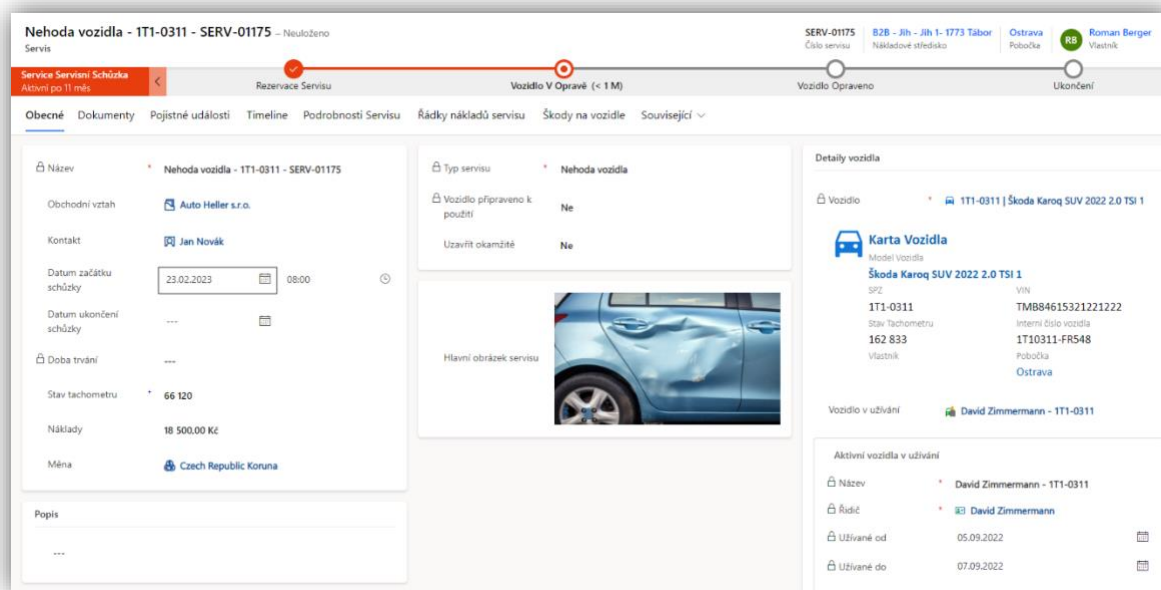 Nehoda vozidla - 1T1-0311 - SERV-01175 – Neuloženo
Servis
SERV-01175
Číslo servisu
B2B - Jih - Jih 1- 1773 Tábor
Nákladové středisko
Ostrava
Pobočka
RB
Roman Berger
Vlastník
Service Servisní Schůzka
Aktivní po 11 měs
Rezervace Servisu
Vozidlo V Opravě (< 1 M)
Vozidlo Opraveno
Ukončení
Obecné Dokumenty Pojistné události Timeline Podrobnosti Servisu Řádky nákladů servisu Škody na vozidle Související
Název * Nehoda vozidla - 1T1-0311 - SERV-01175
Obchodní vztah Auto Heller s.r.o.
Kontakt Jan Novák
Datum začátku
schůzky
23.02.2023 08:00
Datum ukončení
schůzky
---
Doba trvání ---
Stav tachometru * 66 120
Náklady 18 500,00 Kč
Měna Czech Republic Koruna
Popis
---
Typ servisu * Nehoda vozidla
Vozidlo připraveno k
použití
Ne
Uzavřít okamžitě Ne
Hlavní obrázek servisu
Detaily vozidla
Vozidlo * 1T1-0311 | Škoda Karoq SUV 2022 2.0 TSI 1
Karta Vozidla
Model Vozidla
Škoda Karoq SUV 2022 2.0 TSI 1
SPZ VIN
1T1-0311 TMB84615321221222
Stav Tachometru Interní číslo vozidla
162 833 1T10311-FR548
Vlastník Pobočka
Ostrava
Vozidlo v užívání David Zimmermann - 1T1-0311
Aktivní vozidla v užívání
Název * David Zimmermann - 1T1-0311
Řidič * David Zimmermann
Užívané od 05.09.2022
Užívané do 07.09.2022